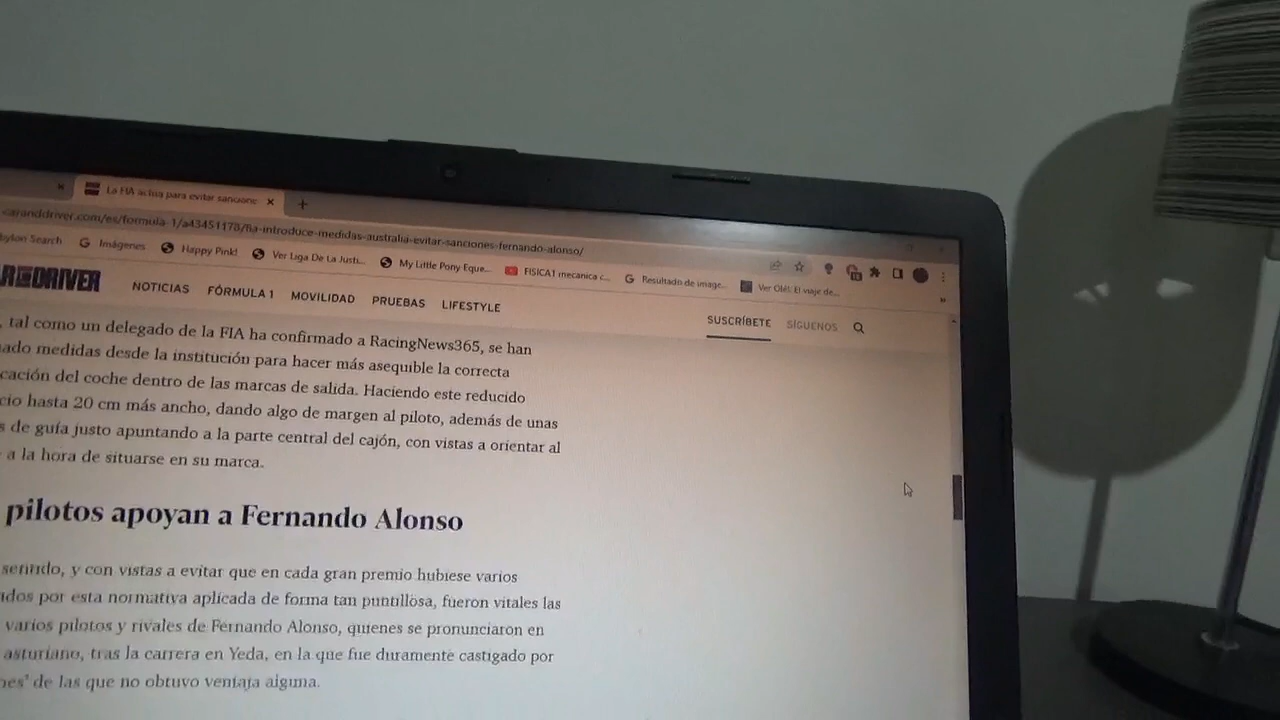 La FIA actúa para evitar sancione
caranddriver.com/es/formula-1/a43451178/fia-introduce-medidas-australia-evitar-sanciones-fernando-alonso/
bylon Search Imágenes Happy Pink! Ver Liga De La Justi... My Little Pony Eque... FISICA1 mecanica c... Resultado de image... Ver Olé!: El viaje de...
R DRIVER NOTICIAS FÓRMULA 1 MOVILIDAD PRUEBAS LIFESTYLE SUSCRÍBETE SÍGUENOS
, tal como un delegado de la FIA ha confirmado a RacingNews365, se han
ado medidas desde la institución para hacer más asequible la correcta
cación del coche dentro de las marcas de salida. Haciendo este reducido
cio hasta 20 cm más ancho, dando algo de margen al piloto, además de unas
s de guía justo apuntando a la parte central del cajón, con vistas a orientar al
a la hora de situarse en su marca.
pilotos apoyan a Fernando Alonso
sentido, y con vistas a evitar que en cada gran premio hubiese varios
dos por esta normativa aplicada de forma tan puntillosa, fueron vitales las
varios pilotos y rivales de Fernando Alonso, quienes se pronunciaron en
asturiano, tras la carrera en Yeda, en la que fue duramente castigado por
nes' de las que no obtuvo ventaja alguna.